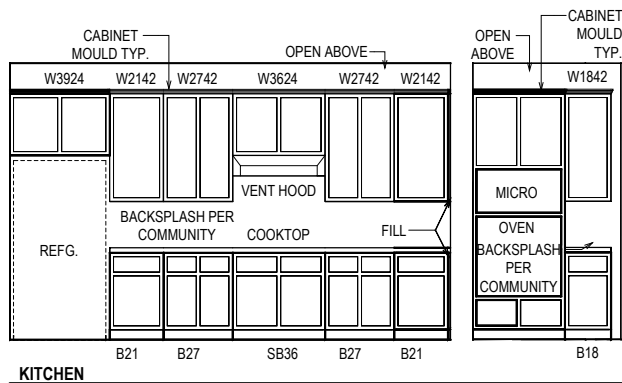 CABINET
MOULD TYP.
OPEN ABOVE
W3924 W2142 W2742 W3624 W2742 W2142
VENT HOOD
BACKSPLASH PER
COMMUNITY
COOKTOP
FILL
REFG.
B21 B27 SB36 B27 B21
CABINET
MOULD
TYP.
OPEN
ABOVE
W1842
MICRO
OVEN
BACKSPLASH
PER
COMMUNITY
B18
KITCHEN